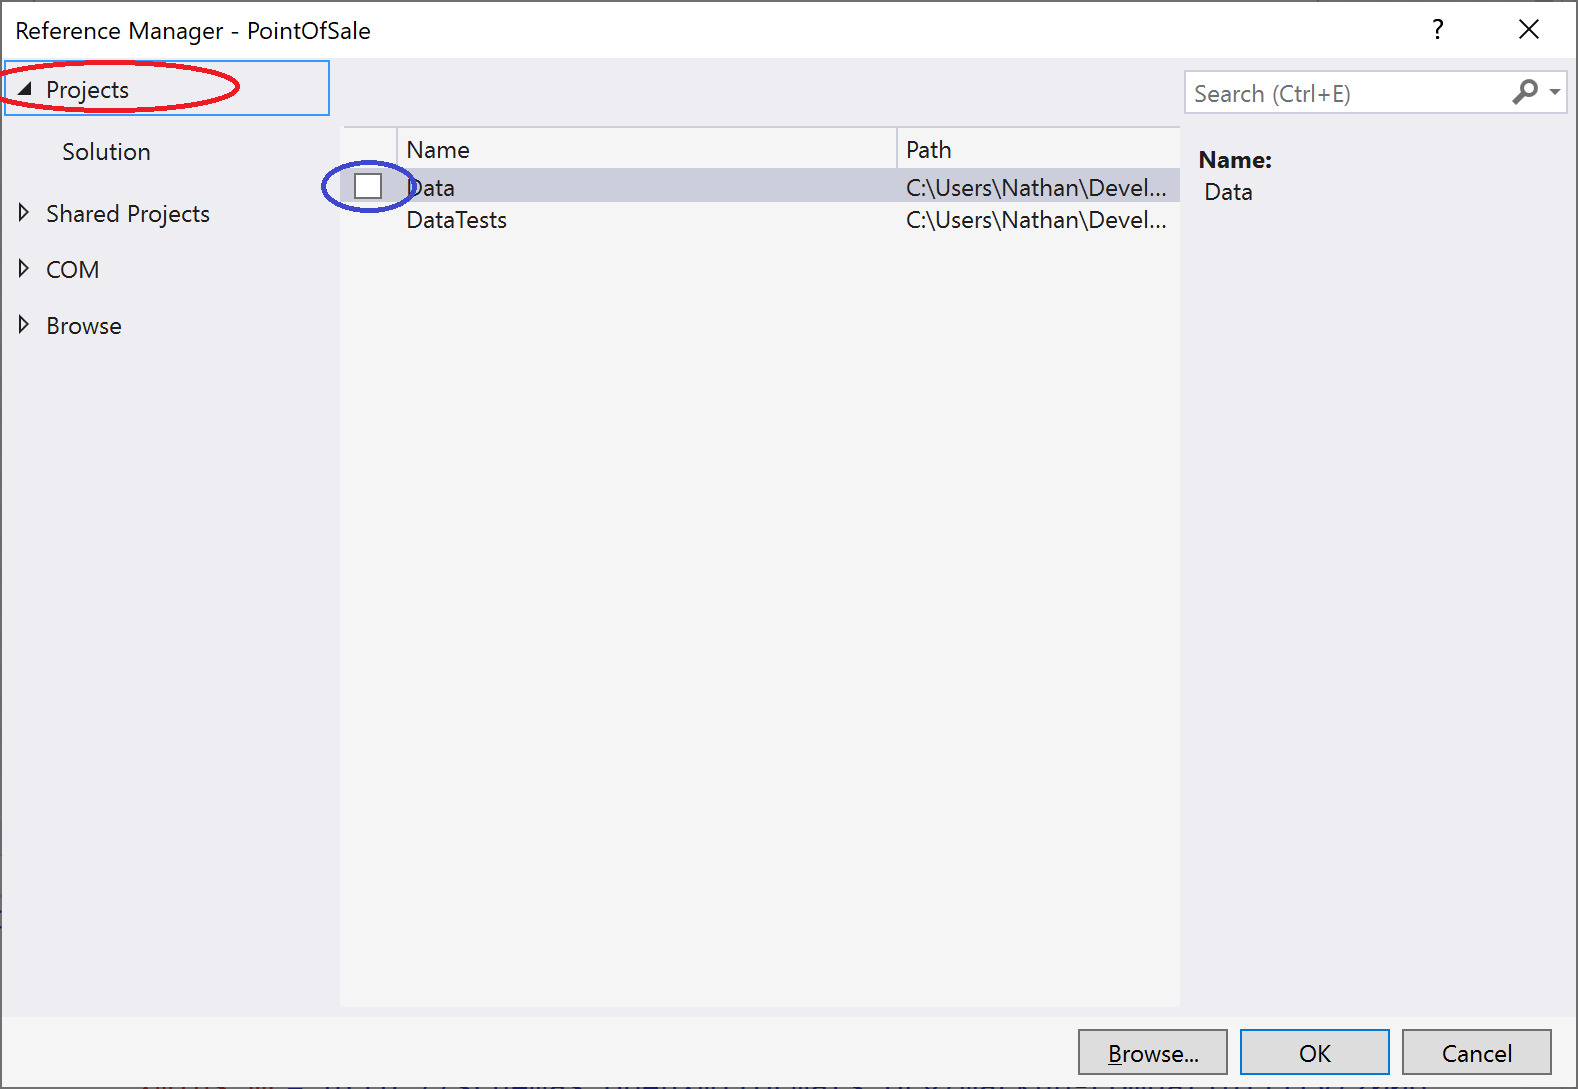 Reference Manager - PointOfSale
?
Projects
Search (Ctrl+E)
Solution
Shared Projects
COM
Browse
Name Path
Data C:\Users\Nathan\Devel...
DataTests C:\Users\Nathan\Devel...
Name:
Data
Browse... OK Cancel